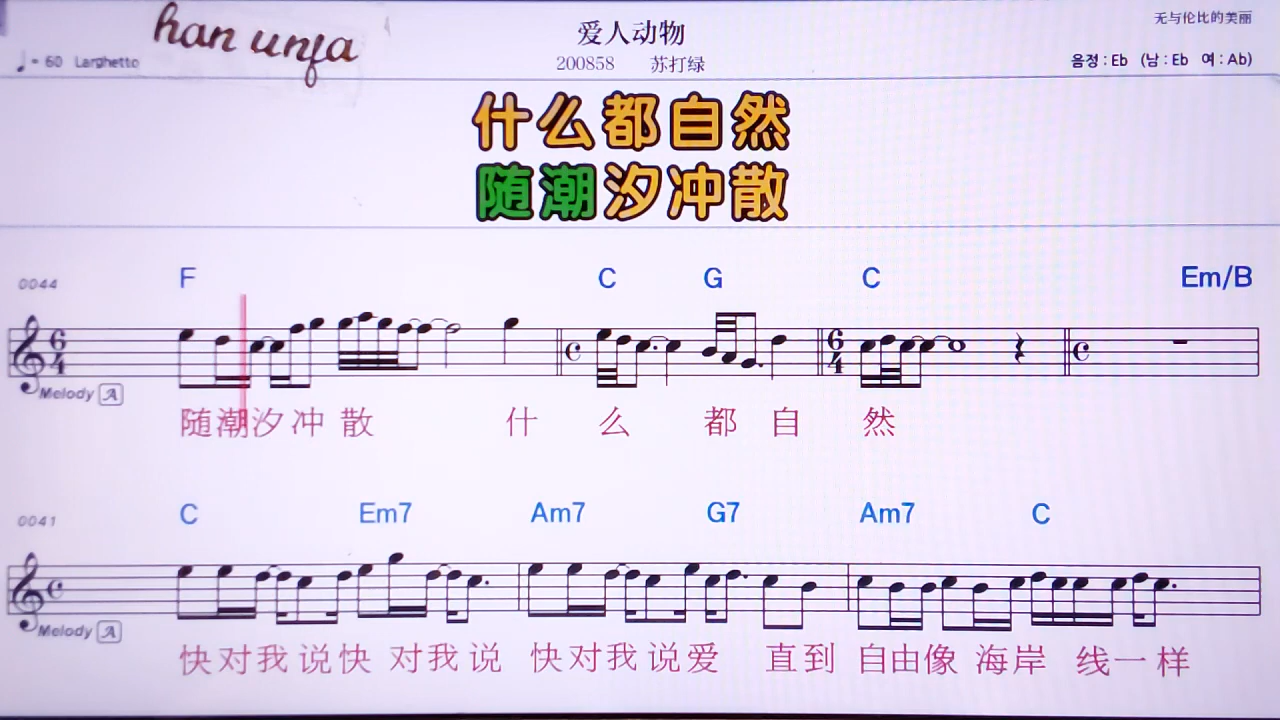 han unfa
爱人动物
无与伦比的美丽
♩= 60 Larghetto
200858 苏打绿
음정 : Eb (남 : Eb 여 : Ab)
什么都自然
随潮汐冲散
0044
F C G C Em/B
Melody A
随潮汐冲散 什 么 都 自 然
0041
C Em7 Am7 G7 Am7 C
Melody A
快对我说快 对我说 快对我说爱 直到 自由像 海岸 线一样